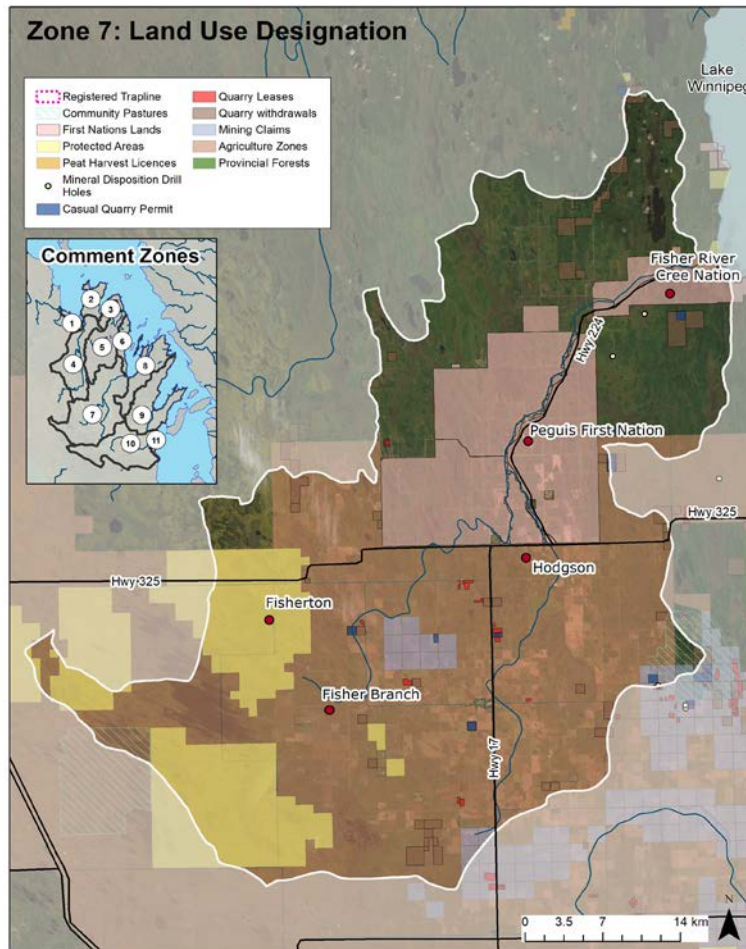 Zone 7: Land Use Designation
Registered Trapline
Community Pastures
First Nations Lands
Protected Areas
Peat Harvest Licences
Mineral Disposition Drill
Holes
Casual Quarry Permit
Quarry Leases
Quarry withdrawals
Mining Claims
Agriculture Zones
Provincial Forests
Lake
Winnipeg
Comment Zones
2
3
1
6
5
4
8
7
9
10
11
Fisher River
Cree Nation
Hwy 224
Peguis First Nation
Hwy 325
Hodgson
Hwy 325
Fisherton
Fisher Branch
Hwy 17
N
0 3.5 7 14 km